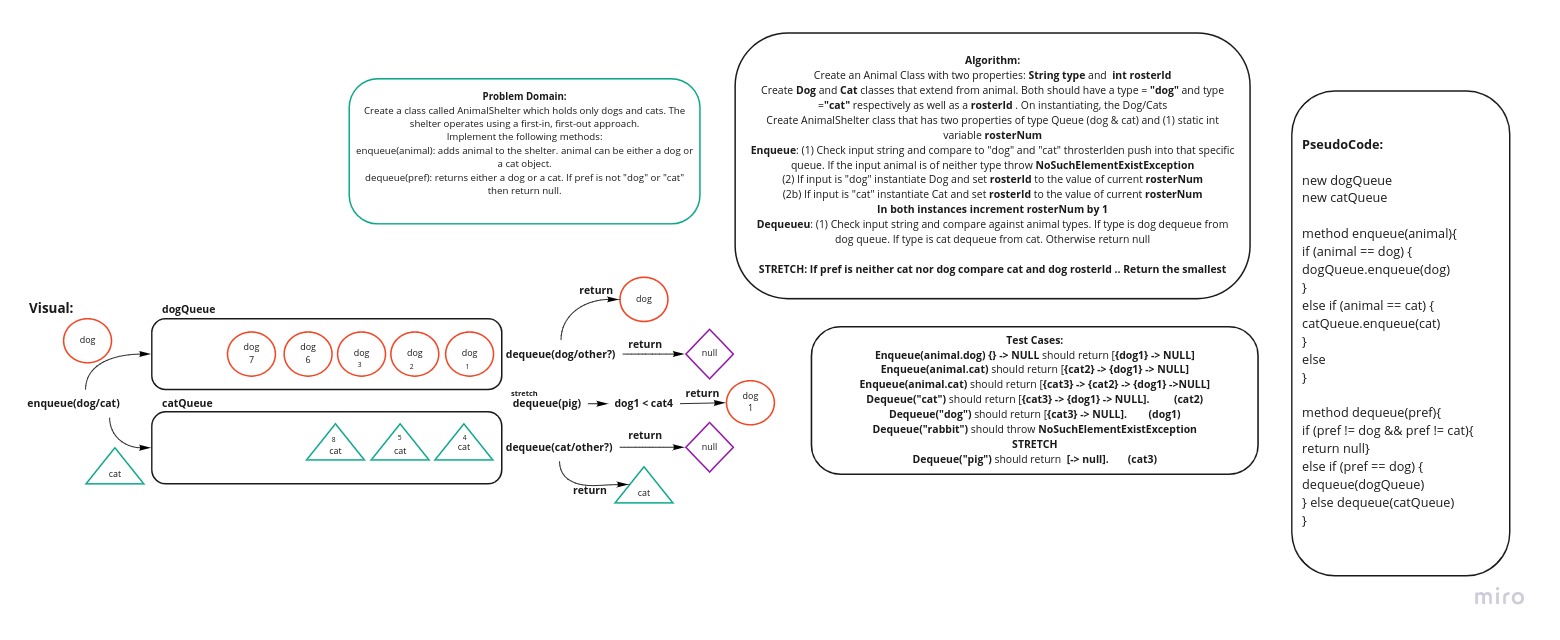 Problem Domain:
Create a class called AnimalShelter which holds only dogs and cats. The
shelter operates using a first-in, first-out approach.
Implement the following methods:
enqueue(animal): adds animal to the shelter. animal can be either a dog or
a cat object.
dequeue(pref): returns either a dog or a cat. If pref is not "dog" or "cat"
then return null.
Algorithm:
Create an Animal Class with two properties: String type and int rosterId
Create Dog and Cat classes that extend from animal. Both should have a type = "dog" and type
="cat" respectively as well as a rosterId . On instantiating, the Dog/Cats
Create AnimalShelter class that has two properties of type Queue (dog & cat) and (1) static int
variable rosterNum
Enqueue: (1) Check input string and compare to "dog" and "cat" throsterIden push into that specific
queue. If the input animal is of neither type throw NoSuchElementExistException
(2) If input is "dog" instantiate Dog and set rosterId to the value of current rosterNum
(2b) If input is "cat" instantiate Cat and set rosterId to the value of current rosterNum
In both instances increment rosterNum by 1
Dequeueu: (1) Check input string and compare against animal types. If type is dog dequeue from
dog queue. If type is cat dequeue from cat. Otherwise return null
STRETCH: If pref is neither cat nor dog compare cat and dog rosterId .. Return the smallest
Visual:
dog
enqueue(dog/cat)
cat
dogQueue
dog
7
dog
6
dog
3
dog
2
dog
1
catQueue
8
cat
5
cat
4
cat
return
dog
dequeue(dog/other?)
return
null
stretch
dequeue(pig)
dog1 < cat4
return
dog
1
dequeue(cat/other?)
return
null
return
cat
Test Cases:
Enqueue(animal.dog) {} -> NULL should return [{dog1} -> NULL]
Enqueue(animal.cat) should return [{cat2} -> {dog1} -> NULL]
Enqueue(animal.cat) should return [{cat3} -> {cat2} -> {dog1} ->NULL]
Dequeue("cat") should return [{cat3} -> {dog1} -> NULL]. (cat2)
Dequeue("dog") should return [{cat3} -> NULL]. (dog1)
Dequeue("rabbit") should throw NoSuchElementExistException
STRETCH
Dequeue("pig") should return [-> null]. (cat3)
PseudoCode:
new dogQueue
new catQueue
method enqueue(animal){
if (animal == dog) {
dogQueue.enqueue(dog)
}
else if (animal == cat) {
catQueue.enqueue(cat)
}
else
}
method dequeue(pref){
if (pref != dog && pref != cat){
return null}
else if (pref == dog) {
dequeue(dogQueue)
} else dequeue(catQueue)
}
miro